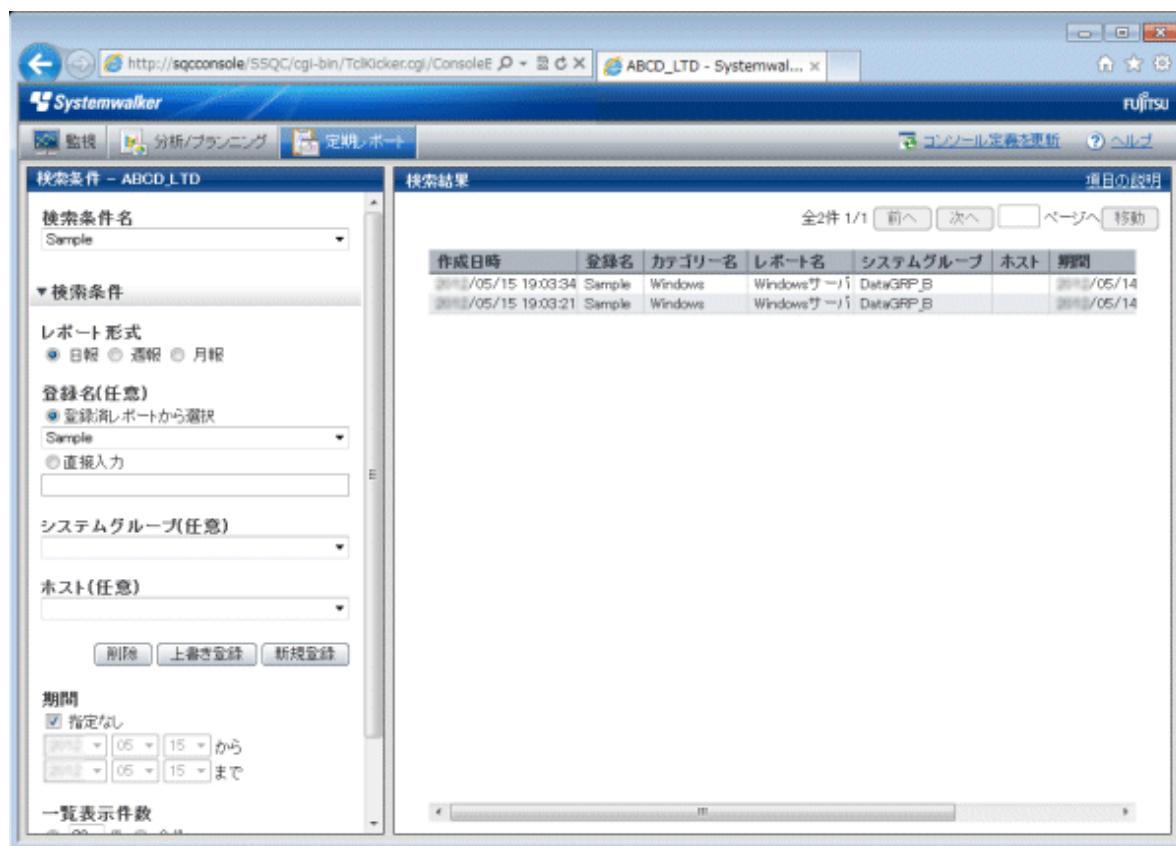 http://sqcconsole/SSQC/cgi-bin/TclKicker.cgi/ConsoleE
ABCD_LTD - Systemwal...
Systemwalker
FUJITSU
監視 分析/プランニング 定期レポート コンソール定義を更新 ヘルプ
検索条件 - ABCD_LTD
検索条件名
Sample
▼検索条件
レポート形式
日報 週報 月報
登録名(任意)
登録済レポートから選択
Sample
直接入力
システムグループ(任意)
ホスト(任意)
削除 上書き登録 新規登録
期間
指定なし
05 15 から
05 15 まで
一覧表示件数
検索結果 項目の説明
全2件 1/1 前へ 次へ ページへ 移動
作成日時 登録名 カテゴリー名 レポート名 システムグループ ホスト 期間
/05/15 19:03:34 Sample Windows Windowsサーバ DataGRP_B /05/14
/05/15 19:03:21 Sample Windows Windowsサーバ DataGRP_B /05/14